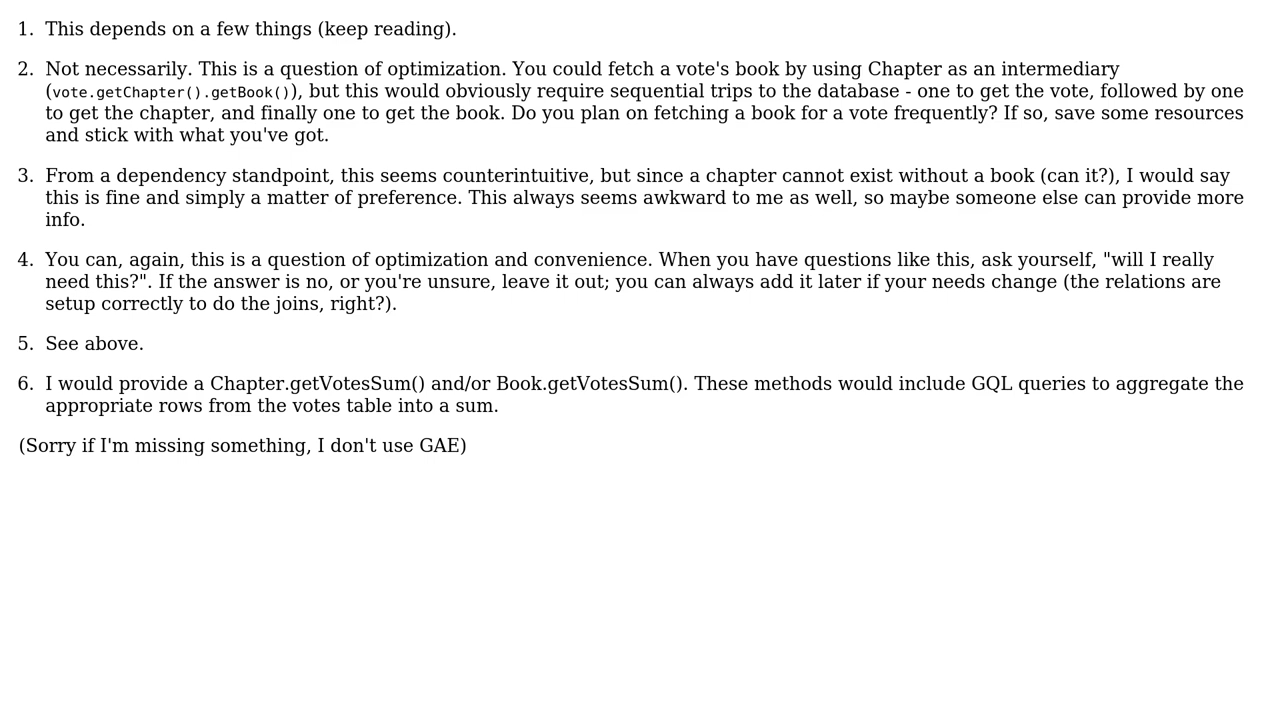 1. This depends on a few things (keep reading).
2. Not necessarily. This is a question of optimization. You could fetch a vote's book by using Chapter as an intermediary
(vote.getChapter().getBook()), but this would obviously require sequential trips to the database - one to get the vote, followed by one
to get the chapter, and finally one to get the book. Do you plan on fetching a book for a vote frequently? If so, save some resources
and stick with what you've got.
3. From a dependency standpoint, this seems counterintuitive, but since a chapter cannot exist without a book (can it?), I would say
this is fine and simply a matter of preference. This always seems awkward to me as well, so maybe someone else can provide more
info.
4. You can, again, this is a question of optimization and convenience. When you have questions like this, ask yourself, "will I really
need this?". If the answer is no, or you're unsure, leave it out; you can always add it later if your needs change (the relations are
setup correctly to do the joins, right?).
5. See above.
6. I would provide a Chapter.getVotesSum() and/or Book.getVotesSum(). These methods would include GQL queries to aggregate the
appropriate rows from the votes table into a sum.
(Sorry if I'm missing something, I don't use GAE)